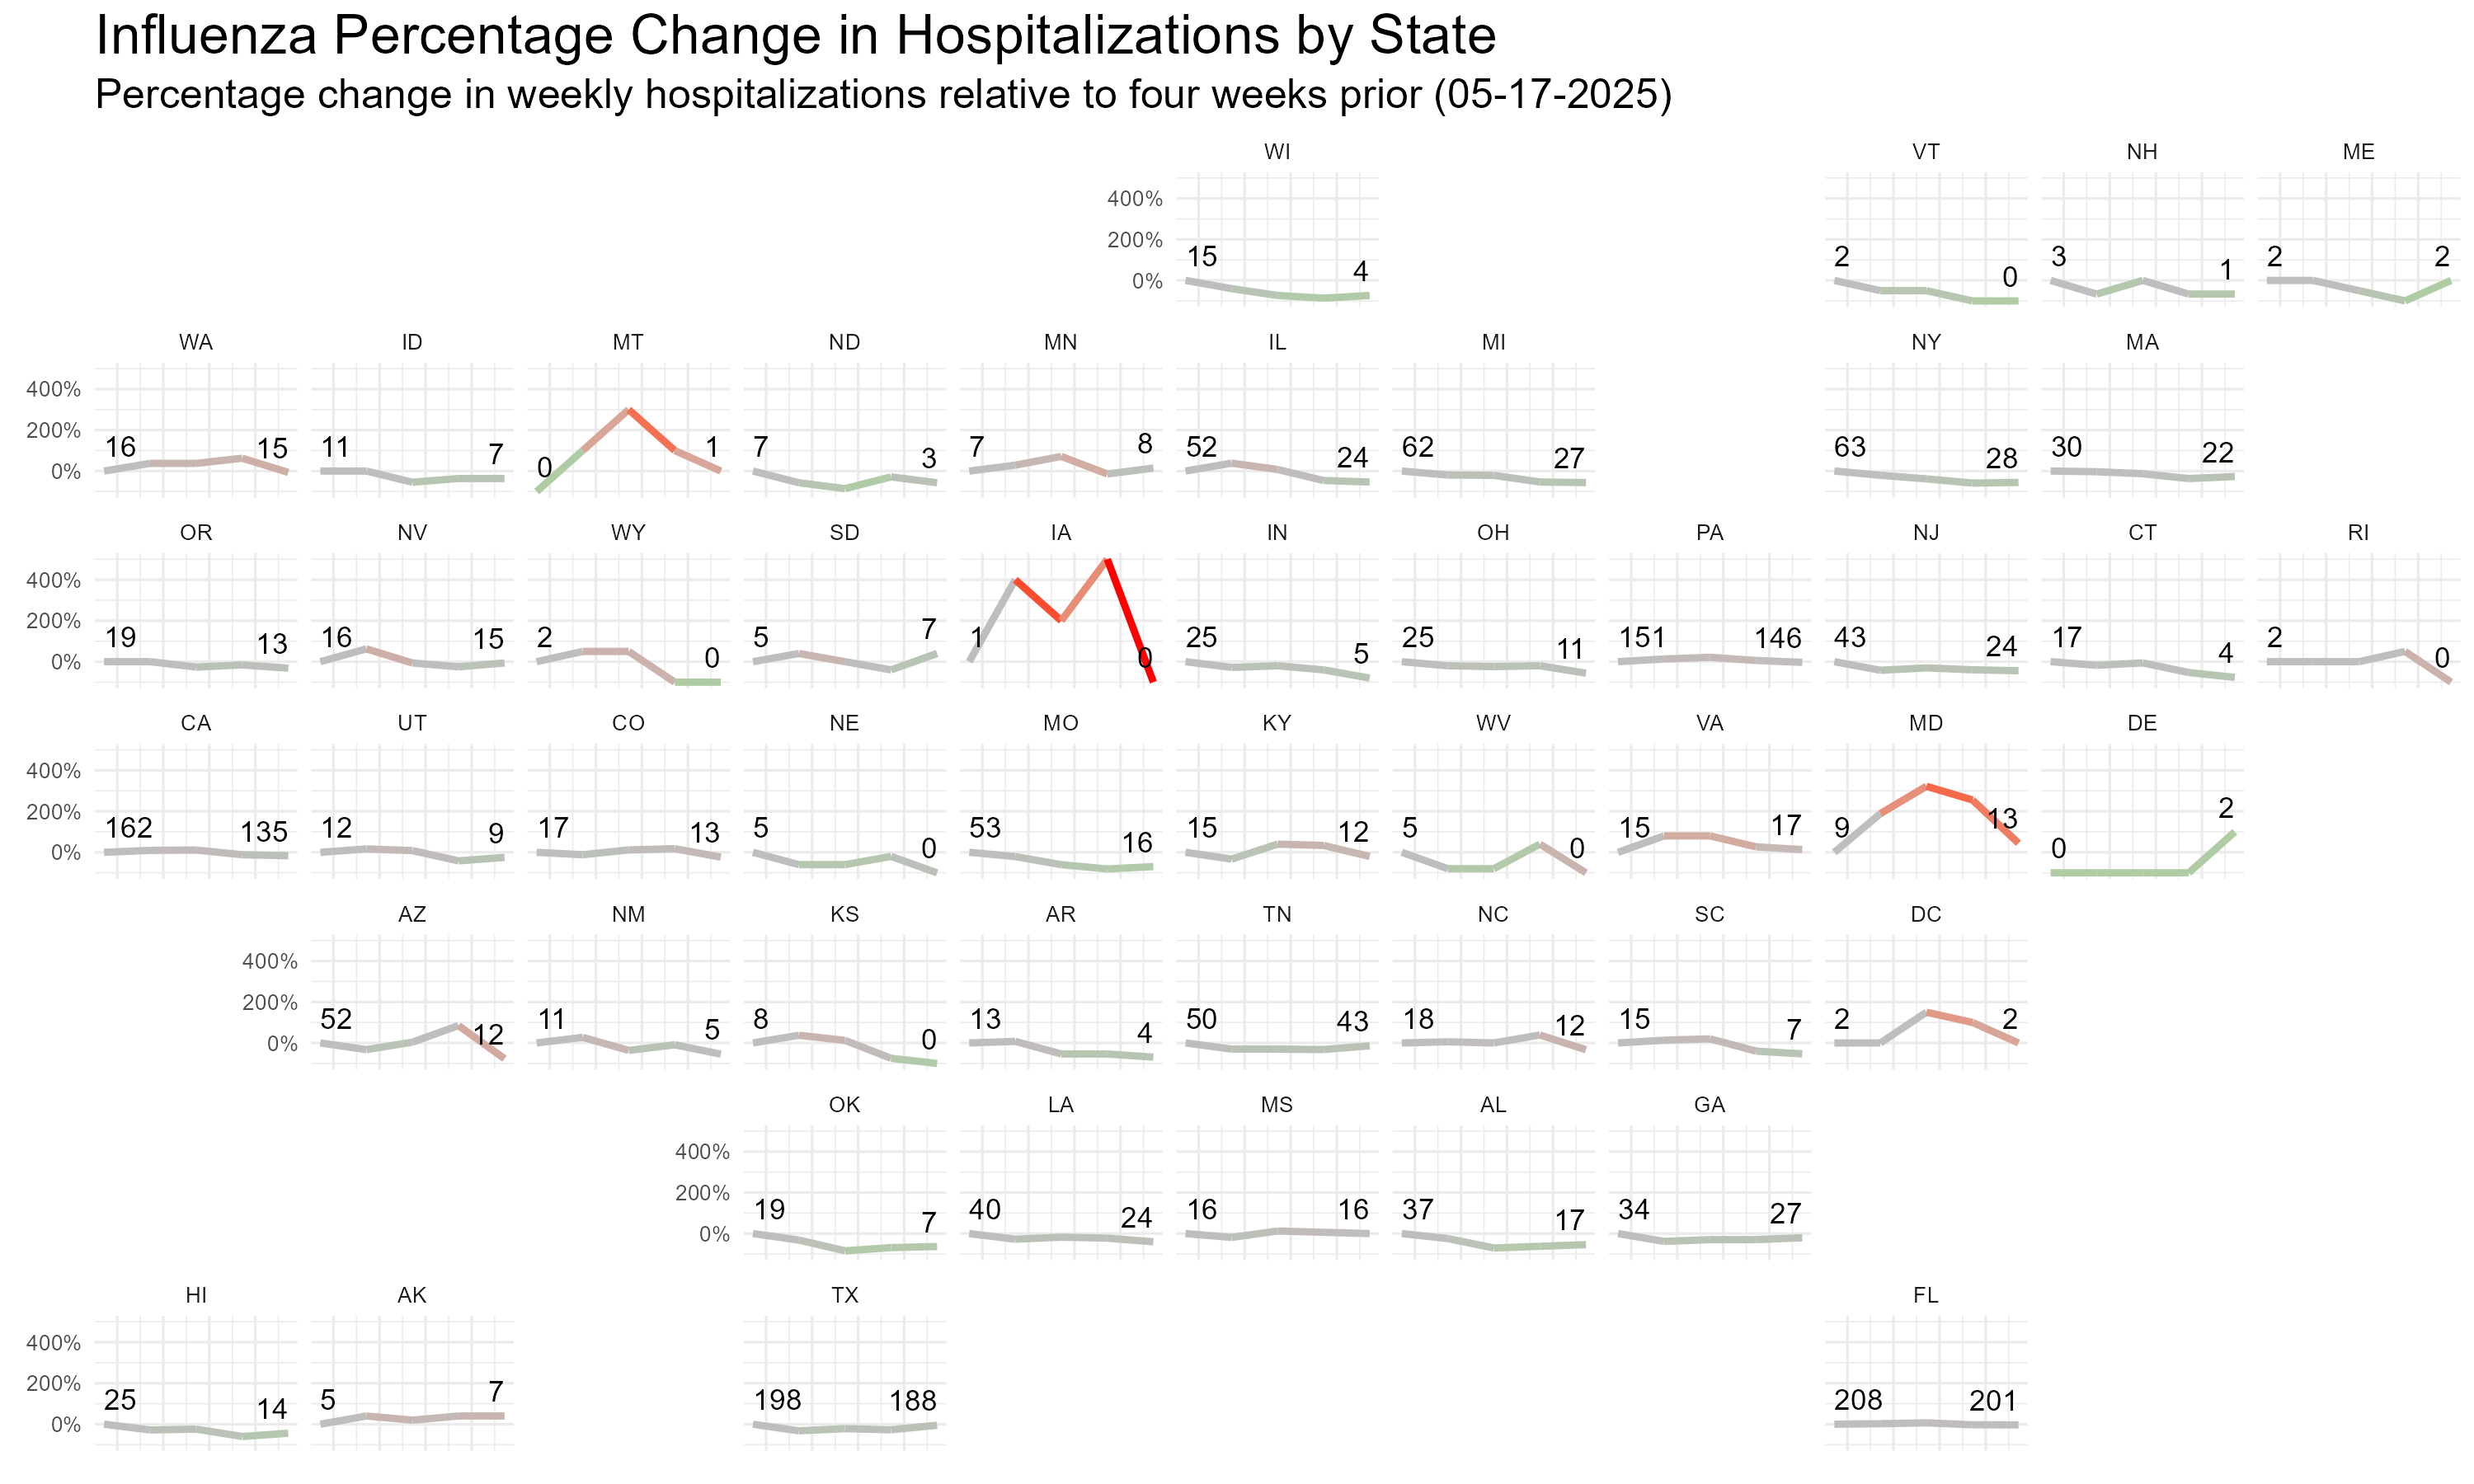 Influenza Percentage Change in Hospitalizations by State
Percentage change in weekly hospitalizations relative to four weeks prior (05-17-2025)
WI VT NH ME
400%
200%
0%
15 4 2 0 3 1 2 2
WA ID MT ND MN IL MI NY MA
400%
200%
0%
16 15 11 7 0 1 7 3 7 8 52 24 62 27 63 28 30 22
OR NV WY SD IA IN OH PA NJ CT RI
400%
200%
0%
19 13 16 15 2 0 5 7 1 0 25 5 25 11 151 146 43 24 17 4 2 0
CA UT CO NE MO KY WV VA MD DE
400%
200%
0%
162 135 12 9 17 13 5 0 53 16 15 12 5 0 15 17 9 13 0 2
AZ NM KS AR TN NC SC DC
400%
200%
0%
52 12 11 5 8 0 13 4 50 43 18 12 15 7 2 2
OK LA MS AL GA
400%
200%
0%
19 7 40 24 16 16 37 17 34 27
HI AK TX FL
400%
200%
0%
25 14 5 7 198 188 208 201